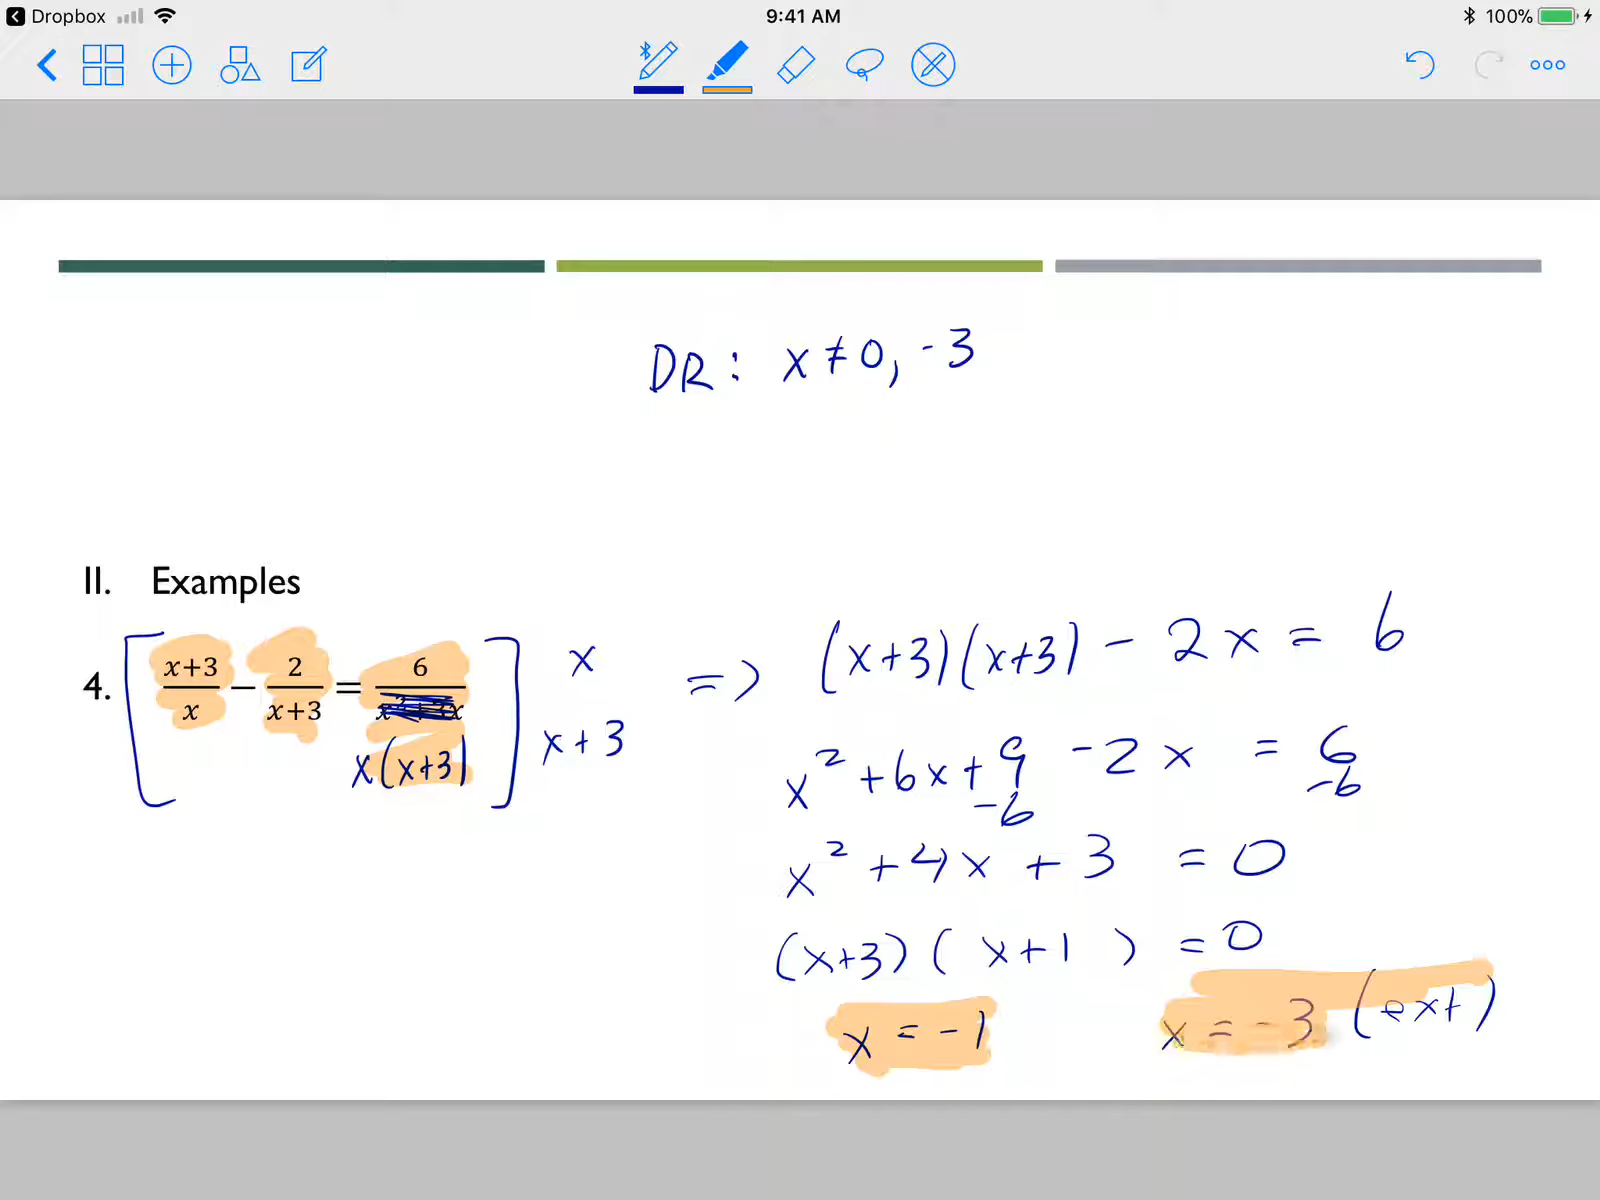 Dropbox 9:41 AM 100%
DR: x ≠ 0, -3
II. Examples
4. [ (x+3)/x − 2/(x+3) = 6/(x²+3x) ] x => (x+3)(x+3) - 2x = 6
x(x+3) x+3
x² + 6x + 9 - 2x = 6
-6 -6
x² + 4x + 3 = 0
(x+3)( x+1 ) = 0
x = -1 x = -3 (ext)